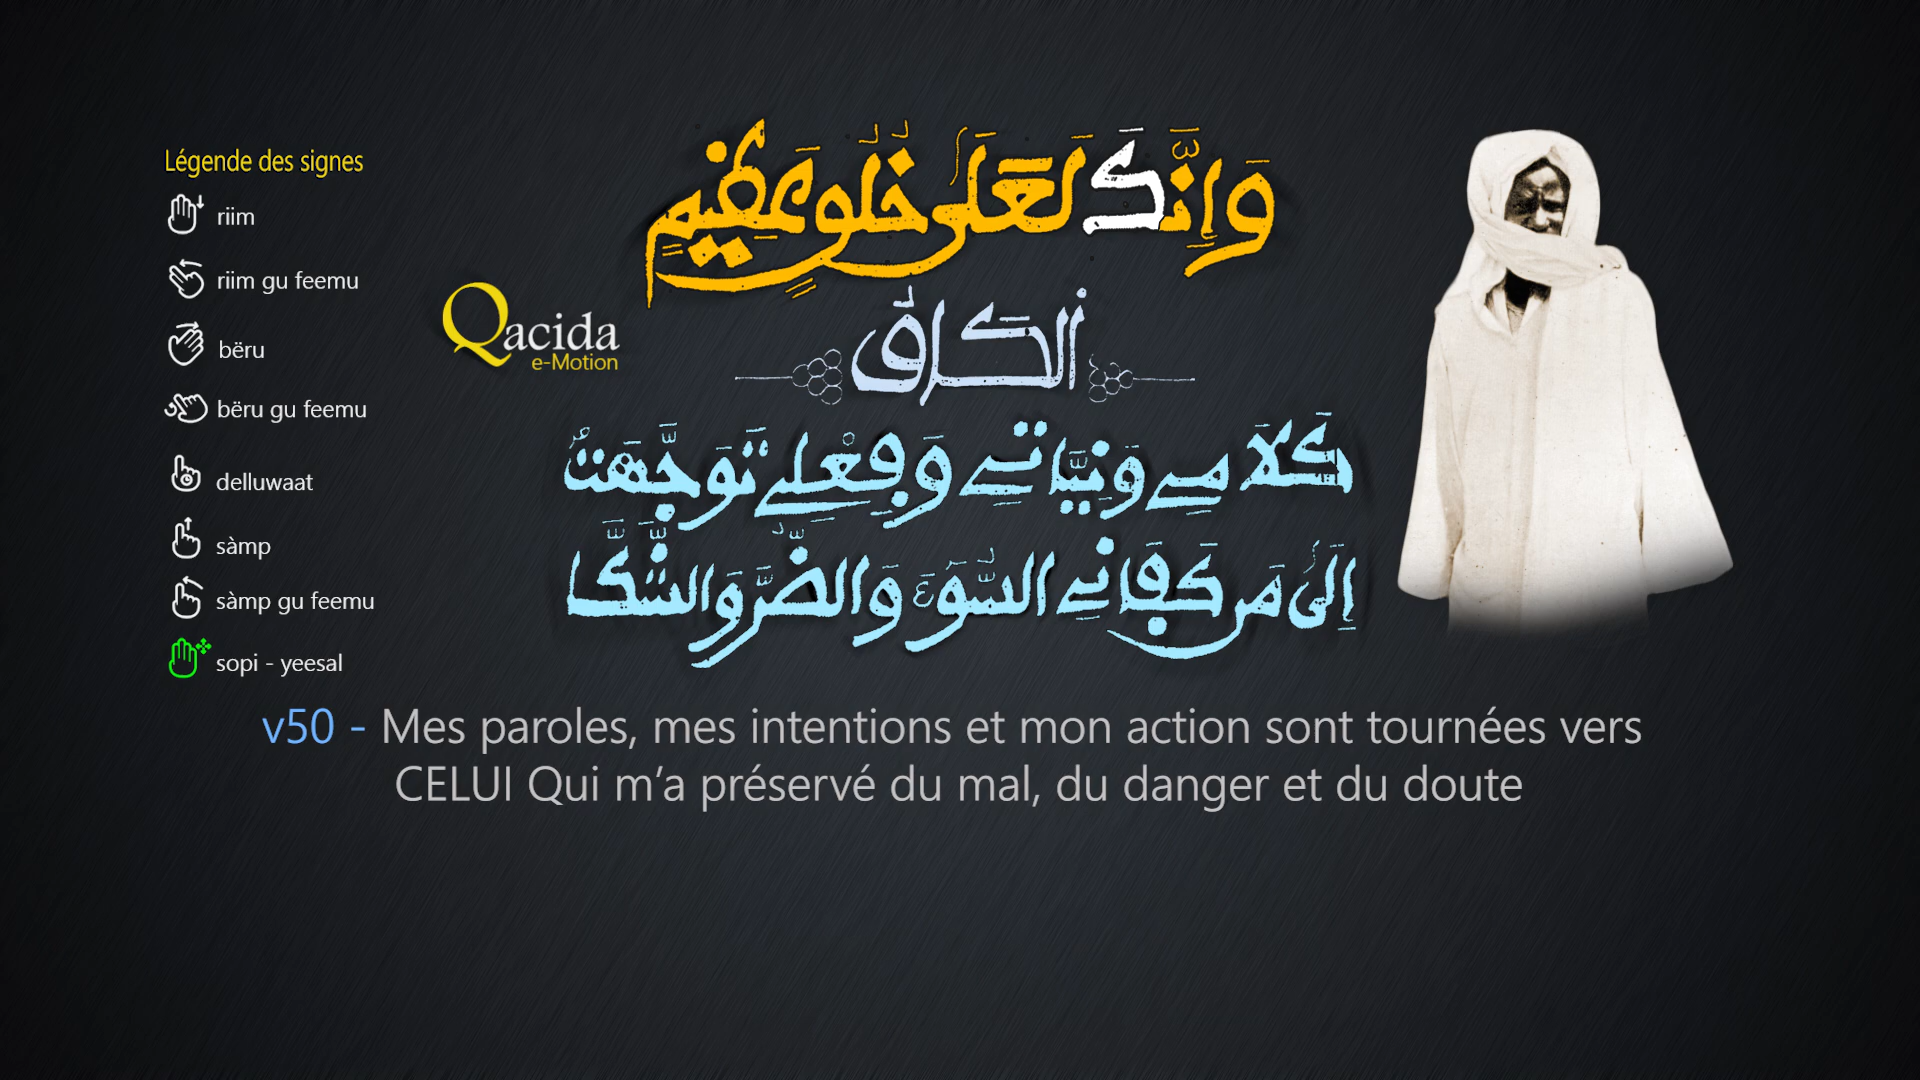 Légende des signes
riim
riim gu feemu
bëru
bëru gu feemu
delluwaat
sàmp
sàmp gu feemu
sopi - yeesal
Qacida
e-Motion
وَإِنَّكَ لَعَلَىٰ خُلُقٍ عَظِيمٍ
الكاف
كَلَامِي وَنِيَّاتِي وَفِعْلِي تَوَجَّهَتْ
إِلَىٰ مَن كَفَانِي السُّوءَ وَالضُّرَّ وَالشَّكَّا
v50 - Mes paroles, mes intentions et mon action sont tournées vers
CELUI Qui m’a préservé du mal, du danger et du doute